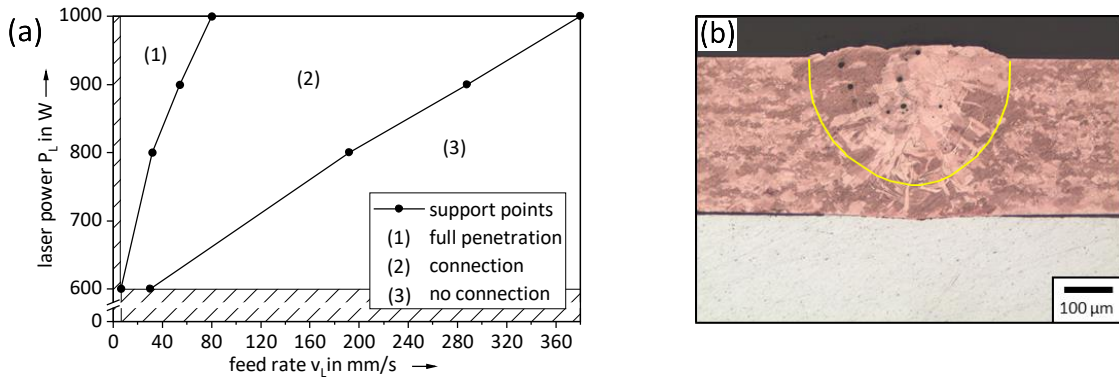 (a)
1000
900
800
700
600
0
laser power P_L in W
(1)
(2)
(3)
support points
(1) full penetration
(2) connection
(3) no connection
0 40 80 120 160 200 240 280 320 360
feed rate v_L in mm/s
(b)
100 µm